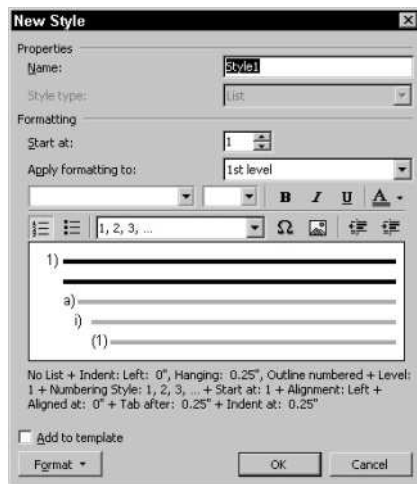 New Style
Properties
Name: Style1
Style type: List
Formatting
Start at: 1
Apply formatting to: 1st level
B I U A
1, 2, 3, ... Ω
1)
a)
i)
(1)
No List + Indent: Left: 0", Hanging: 0.25", Outline numbered + Level:
1 + Numbering Style: 1, 2, 3, ... + Start at: 1 + Alignment: Left +
Aligned at: 0" + Tab after: 0.25" + Indent at: 0.25"
Add to template
Format OK Cancel